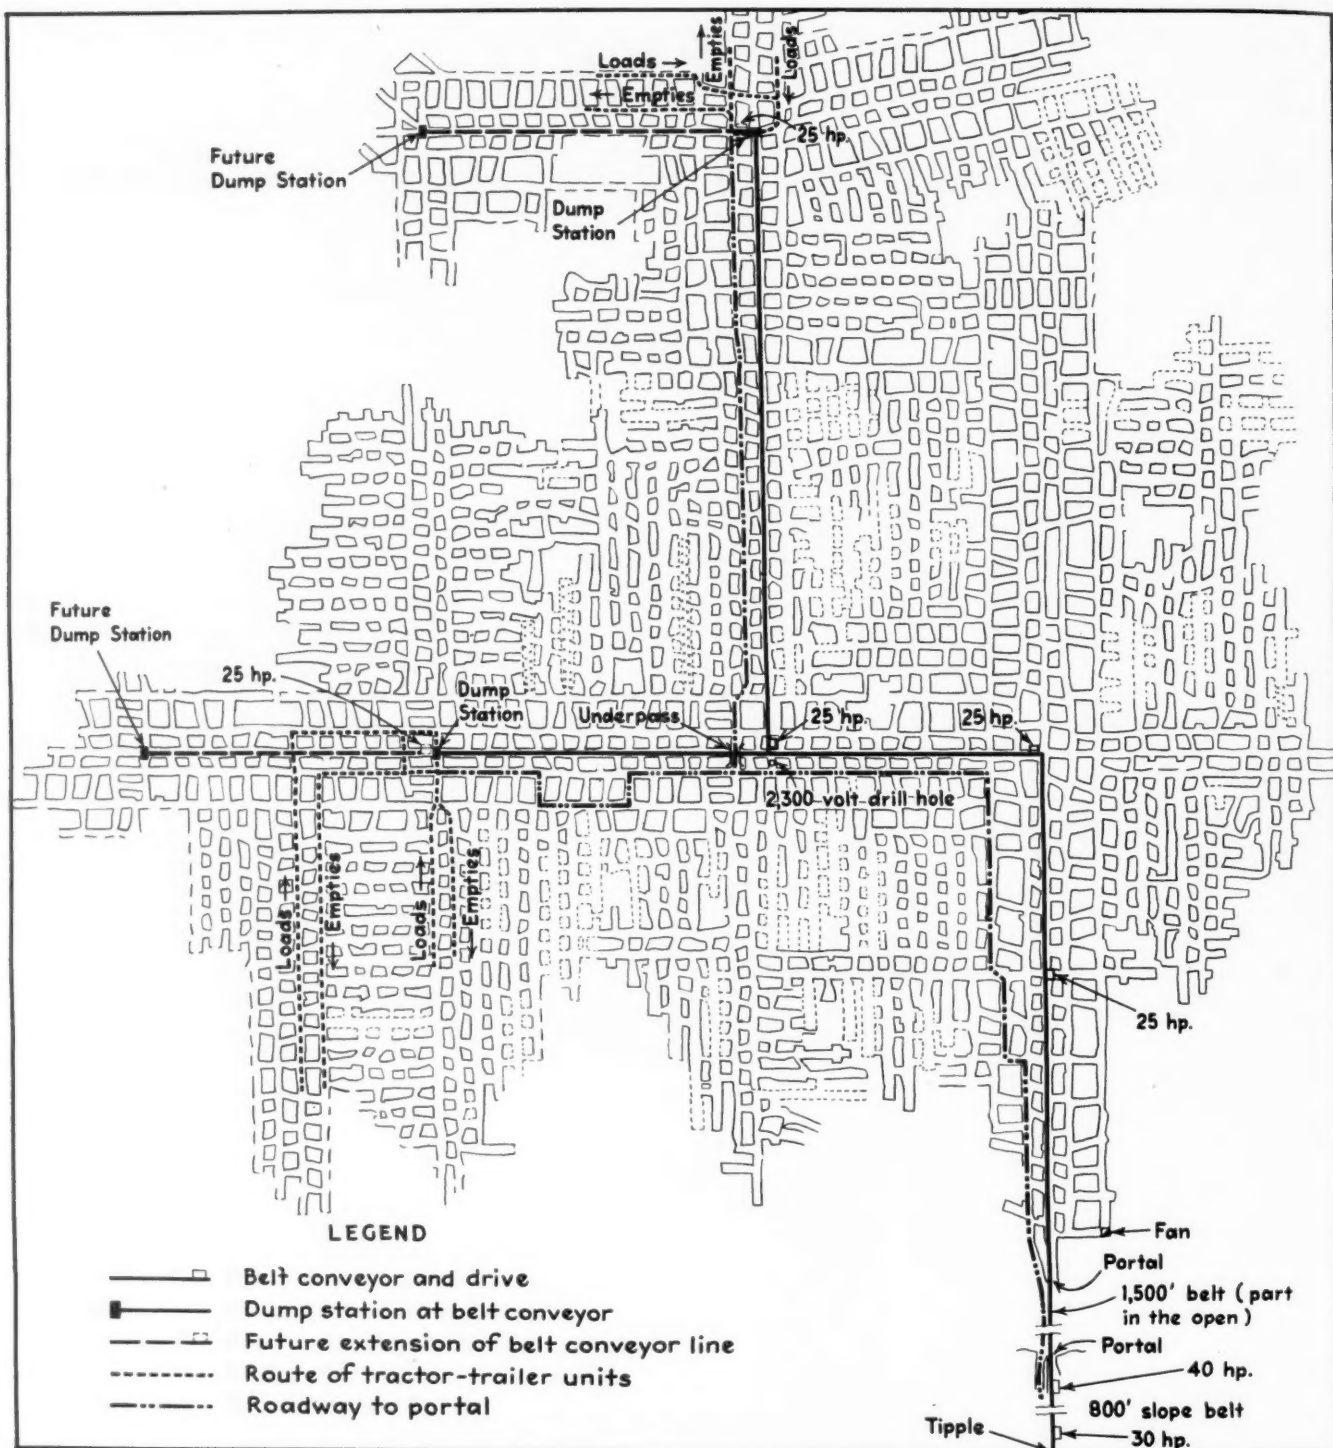 Loads →
Empties →
Loads →
← Empties
25 hp.
Future
Dump Station
Dump
Station
Future
Dump Station
25 hp.
Dump
Station
Underpass
25 hp.
25 hp.
2,300-volt drill hole
Loads →
Empties →
Loads →
Empties →
25 hp.
LEGEND
Belt conveyor and drive
Dump station at belt conveyor
Future extension of belt conveyor line
Route of tractor-trailer units
Roadway to portal
Fan
Portal
1,500' belt ( part
in the open )
Portal
40 hp.
800' slope belt
Tipple
30 hp.